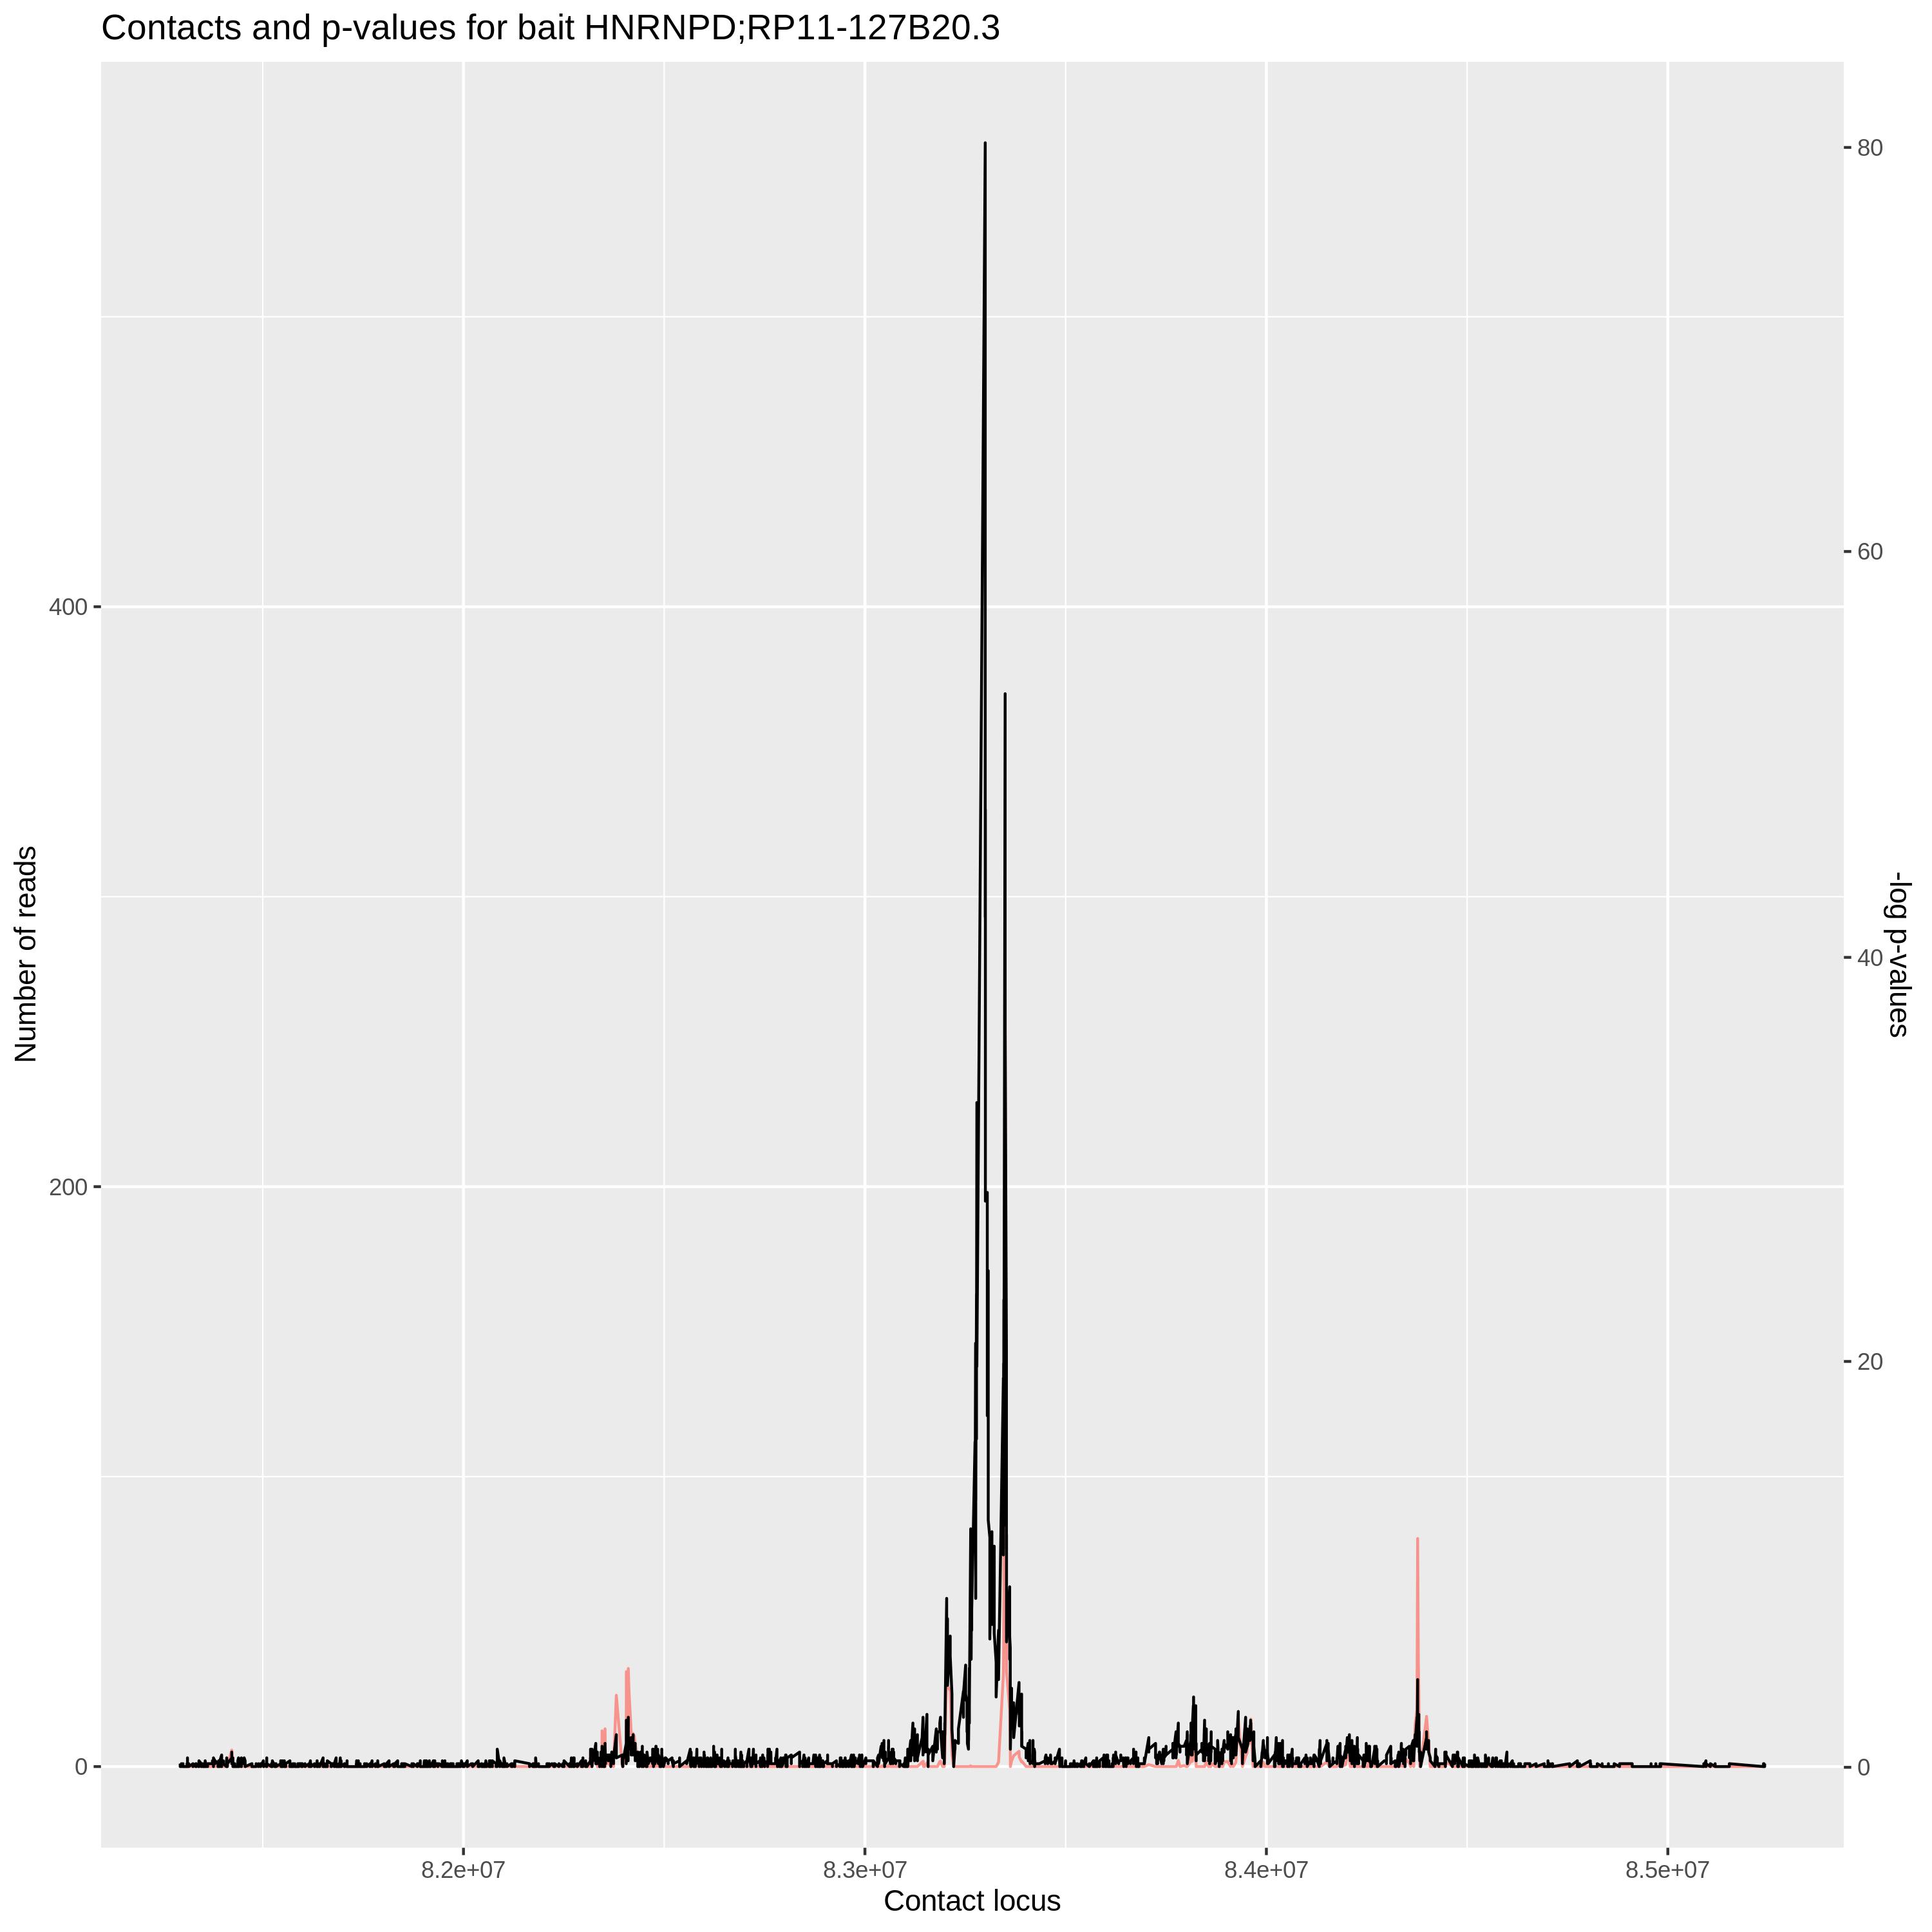 Contacts and p-values for bait HNRNPD;RP11-127B20.3
Number of reads
400
200
0
80
60
40
20
0
-log p-values
8.2e+07
8.3e+07
8.4e+07
8.5e+07
Contact locus